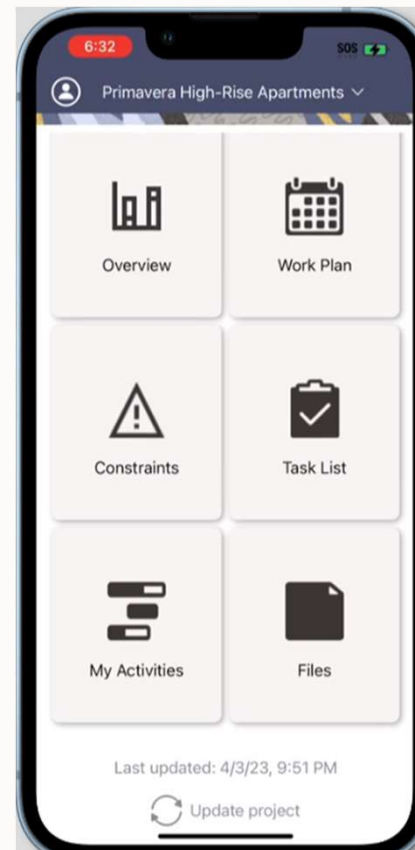 6:32
SOS
Primavera High-Rise Apartments
Overview
Work Plan
Constraints
Task List
My Activities
Files
Last updated: 4/3/23, 9:51 PM
Update project